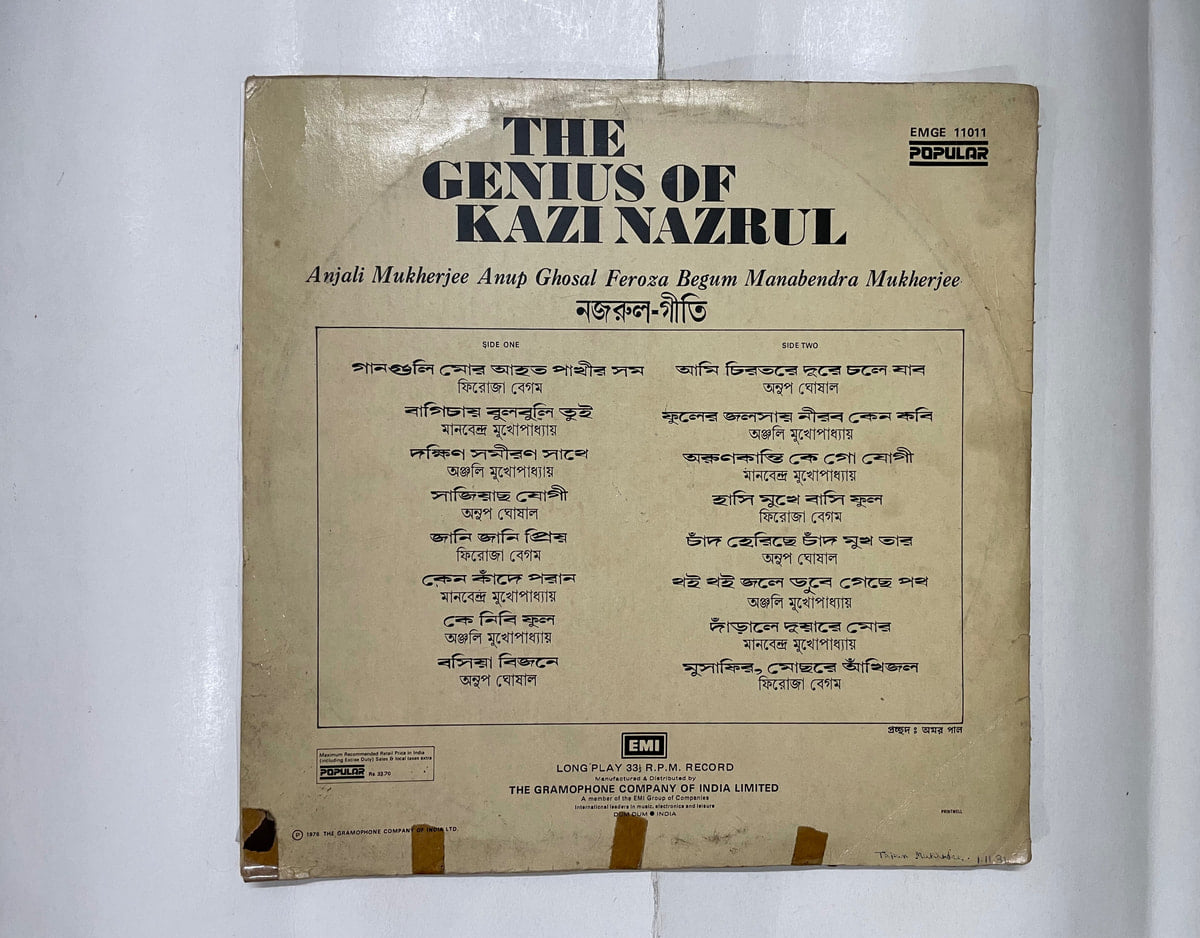 THE
GENIUS OF
KAZI NAZRUL
EMGE 11011
POPULAR
Anjali Mukherjee Anup Ghosal Feroza Begum Manabendra Mukherjee
নজরুল-গীতি
SIDE ONE
গানগুলি মোর আহত পাখীর সম
ফিরোজা বেগম
বাগিচায় বুলবুলি তুই
মানবেন্দ্র মুখোপাধ্যায়
দক্ষিণ সমীরণ সাথে
অঞ্জলি মুখোপাধ্যায়
সাজিয়াছ যোগী
অনুপ ঘোষাল
জানি জানি প্রিয়
ফিরোজা বেগম
কেন কাঁদে পরান
মানবেন্দ্র মুখোপাধ্যায়
কে নিবি ফুল
অঞ্জলি মুখোপাধ্যায়
বসিয়া বিজনে
অনুপ ঘোষাল
SIDE TWO
আমি চিরতরে দূরে চলে যাব
অনুপ ঘোষাল
ফুলের জলসায় নীরব কেন কবি
অঞ্জলি মুখোপাধ্যায়
অরুণকান্তি কে গো যোগী
মানবেন্দ্র মুখোপাধ্যায়
হাসি মুখে বাসি ফুল
ফিরোজা বেগম
চাঁদ হেরিছে চাঁদ মুখ তার
অনুপ ঘোষাল
থই থই জলে ডুবে গেছে পথ
অঞ্জলি মুখোপাধ্যায়
দাঁড়ালে দুয়ারে মোর
মানবেন্দ্র মুখোপাধ্যায়
মুসাফির, মোছরে আঁখিজল
ফিরোজা বেগম
প্রচ্ছদ : অমর পাল
Maximum Recommended Retail Price in India
(including Excise Duty) Sales & local taxes extra
POPULAR Rs 33.70
EMI
LONG PLAY 33⅓ R.P.M. RECORD
Manufactured & Distributed by
THE GRAMOPHONE COMPANY OF INDIA LIMITED
A member of the EMI Group of Companies
International leaders in music, electronics and leisure
DUM DUM ● INDIA
PRINTWELL
℗ 1976 THE GRAMOPHONE COMPANY OF INDIA LTD.